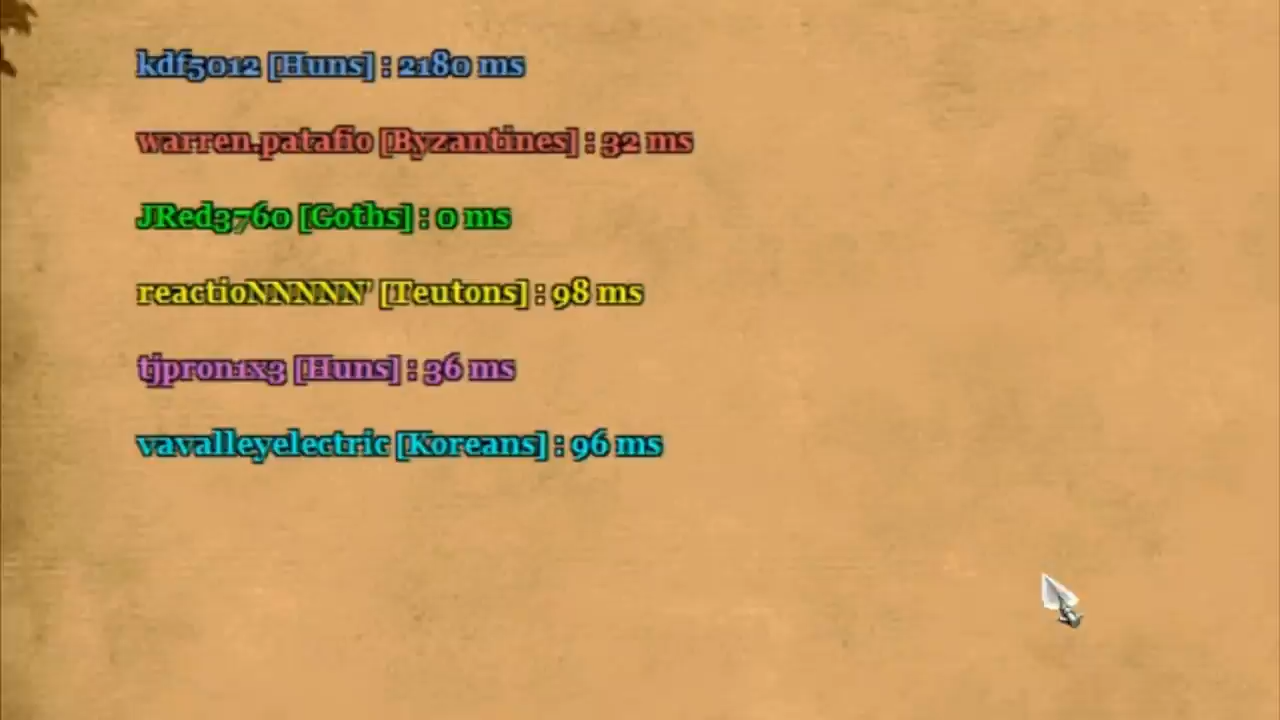 kdf5012 [Huns] : 2180 ms
warren.patafio [Byzantines] : 32 ms
JRed3760 [Goths] : 0 ms
reactioNNNNN' [Teutons] : 98 ms
tjpron1x3 [Huns] : 36 ms
vavalleyelectric [Koreans] : 96 ms